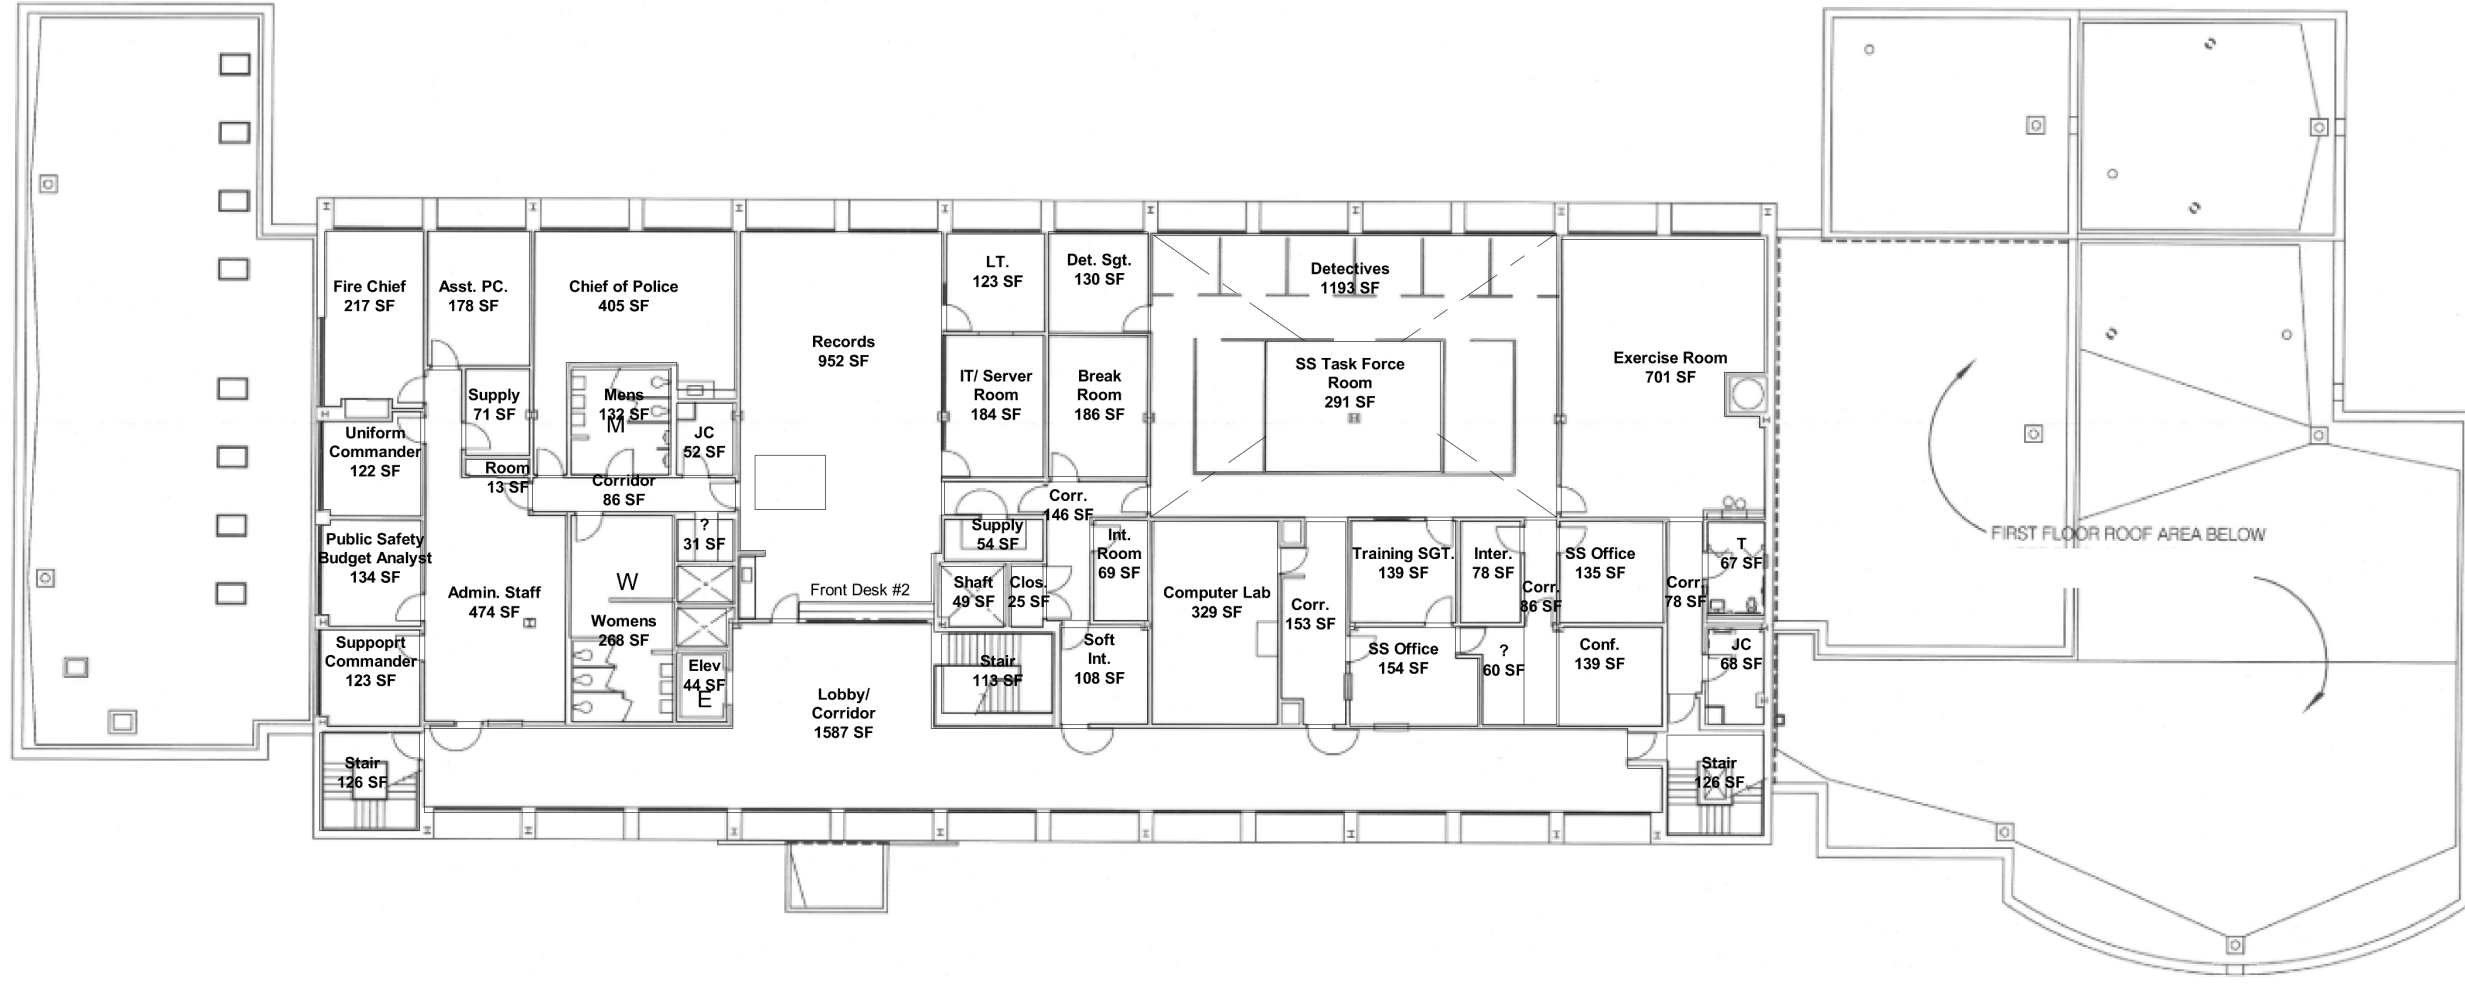 Fire Chief
217 SF
Asst. PC.
178 SF
Chief of Police
405 SF
Records
952 SF
LT.
123 SF
Det. Sgt.
130 SF
Detectives
1193 SF
IT/ Server
Room
184 SF
Break
Room
186 SF
SS Task Force
Room
291 SF
Exercise Room
701 SF
Supply
71 SF
Mens
132 SF
M
JC
52 SF
Uniform
Commander
122 SF
Room
13 SF
Corridor
86 SF
Corr.
146 SF
?
31 SF
Supply
54 SF
Public Safety
Budget Analyst
134 SF
Admin. Staff
474 SF
W
Womens
268 SF
Front Desk #2
Shaft
49 SF
Clos.
25 SF
Int.
Room
69 SF
Computer Lab
329 SF
Corr.
153 SF
Training SGT.
139 SF
Inter.
78 SF
Corr.
86 SF
SS Office
135 SF
Corr.
78 SF
T
67 SF
FIRST FLOOR ROOF AREA BELOW
Suppoprt
Commander
123 SF
Elev
44 SF
E
Lobby/
Corridor
1587 SF
Stair
113 SF
Soft
Int.
108 SF
SS Office
154 SF
?
60 SF
Conf.
139 SF
JC
68 SF
Stair
126 SF
Stair
126 SF